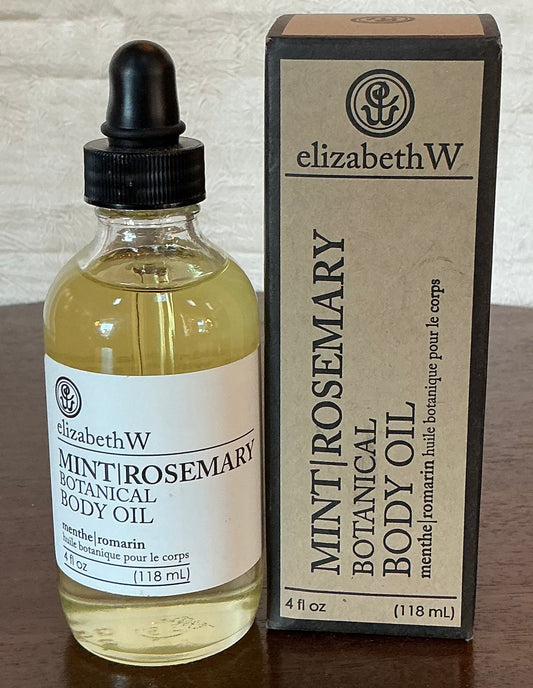 elizabethW
MINT|ROSEMARY
BOTANICAL
BODY OIL
menthe|romarin
huile botanique pour le corps
4 fl oz (118 mL)
elizabethW
MINT|ROSEMARY
BOTANICAL
BODY OIL
menthe|romarin huile botanique pour le corps
4 fl oz (118 mL)